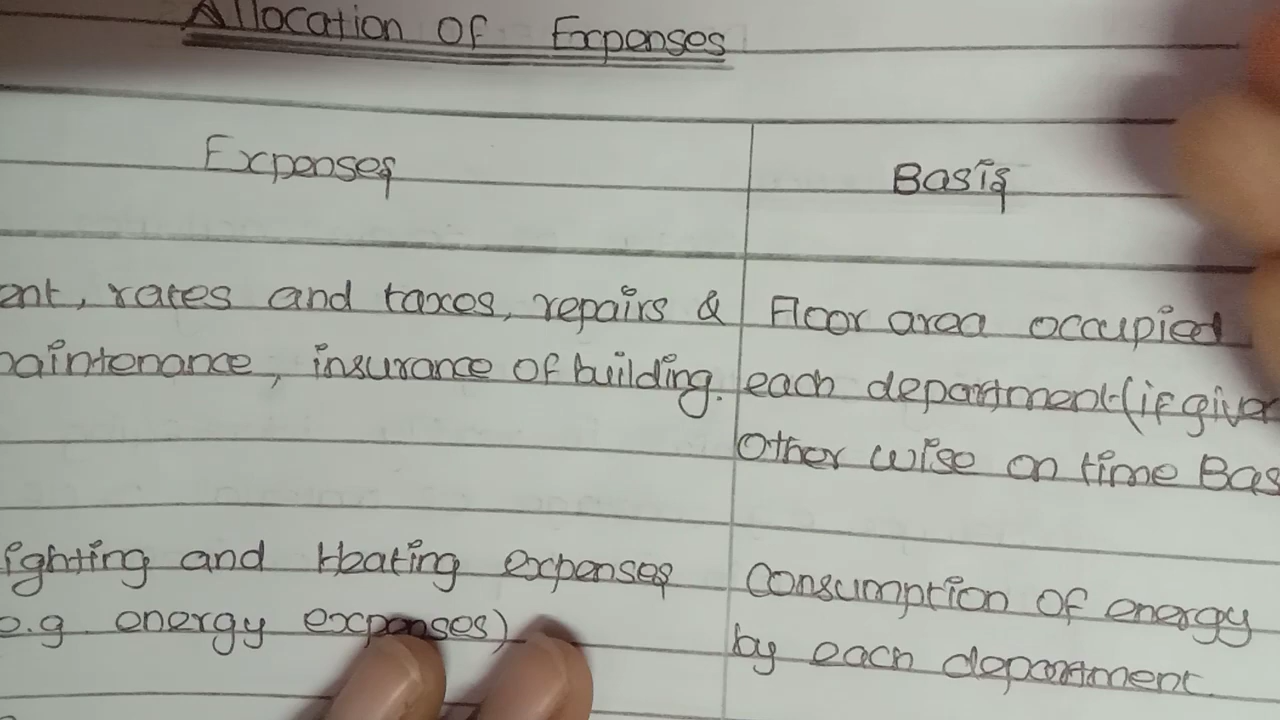 Allocation OF Expenses
Expenses
Basis
ent, rates and taxes, repairs &
aintenance, insurance of building.
Floor area occupied
each department (if given
Other wise on time Bas
ighting and Heating expenses
e.g energy expenses)
Consumption OF energy
by each department